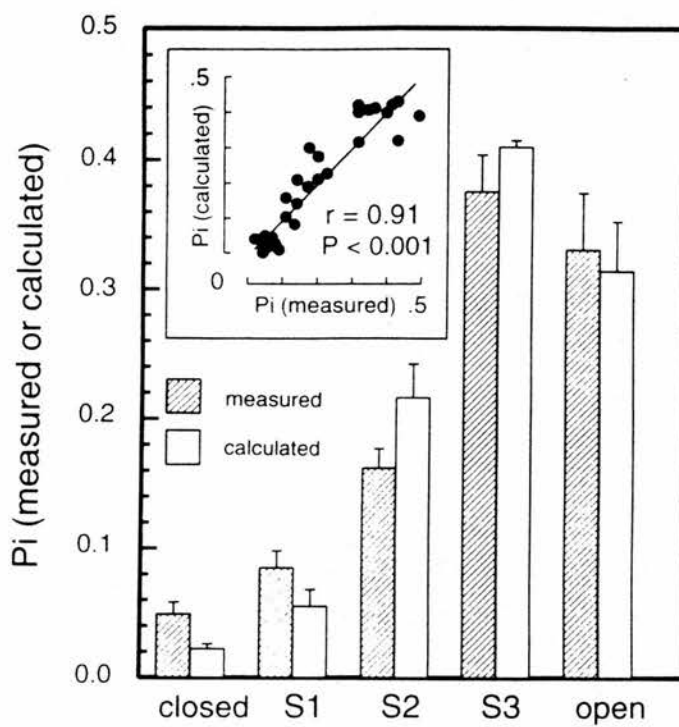 Pi (measured or calculated)
0.5
0.4
0.3
0.2
0.1
0.0
.5
Pi (calculated)
r = 0.91
P < 0.001
0
Pi (measured) .5
measured
calculated
closed S1 S2 S3 open